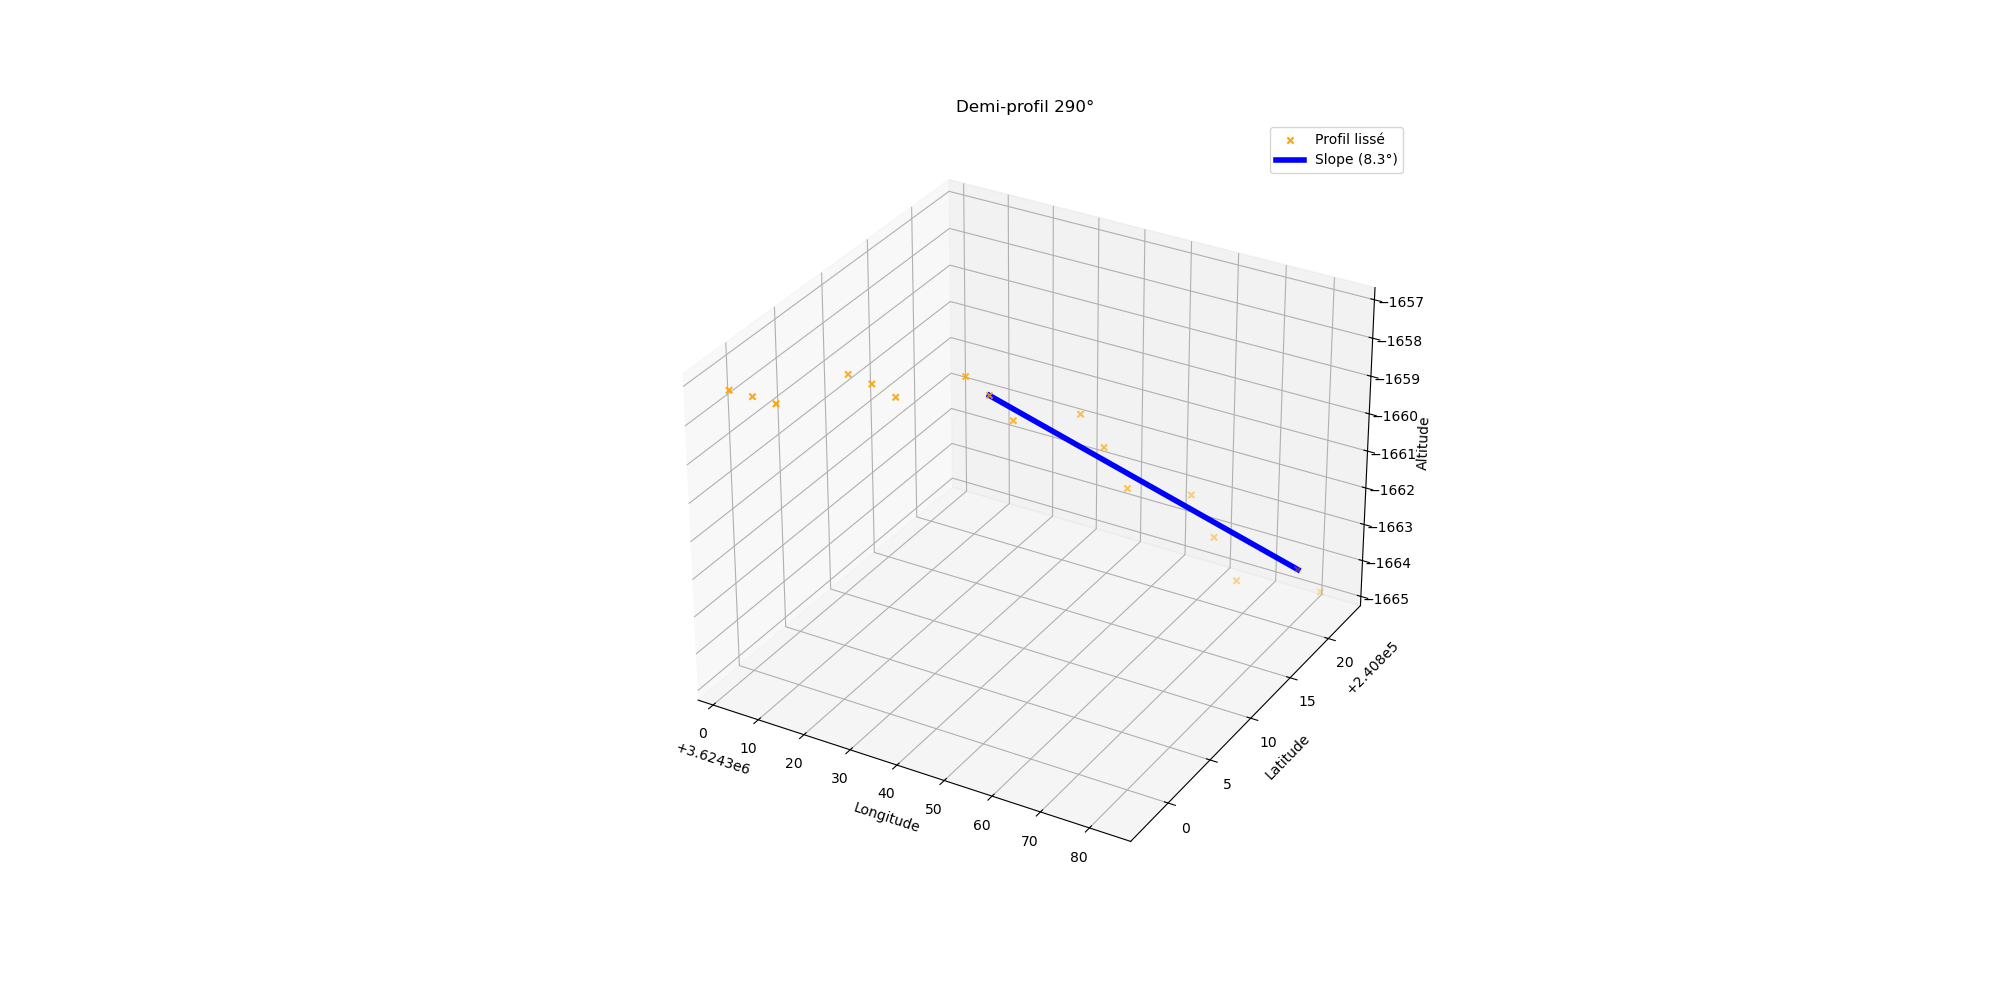 Demi-profil 290°
Profil lissé
Slope (8.3°)
−1657
−1658
−1659
−1660
−1661
−1662
−1663
−1664
−1665
Altitude
20
15
10
5
0
+2.408e5
Latitude
0
10
20
30
40
50
60
70
80
+3.6243e6
Longitude